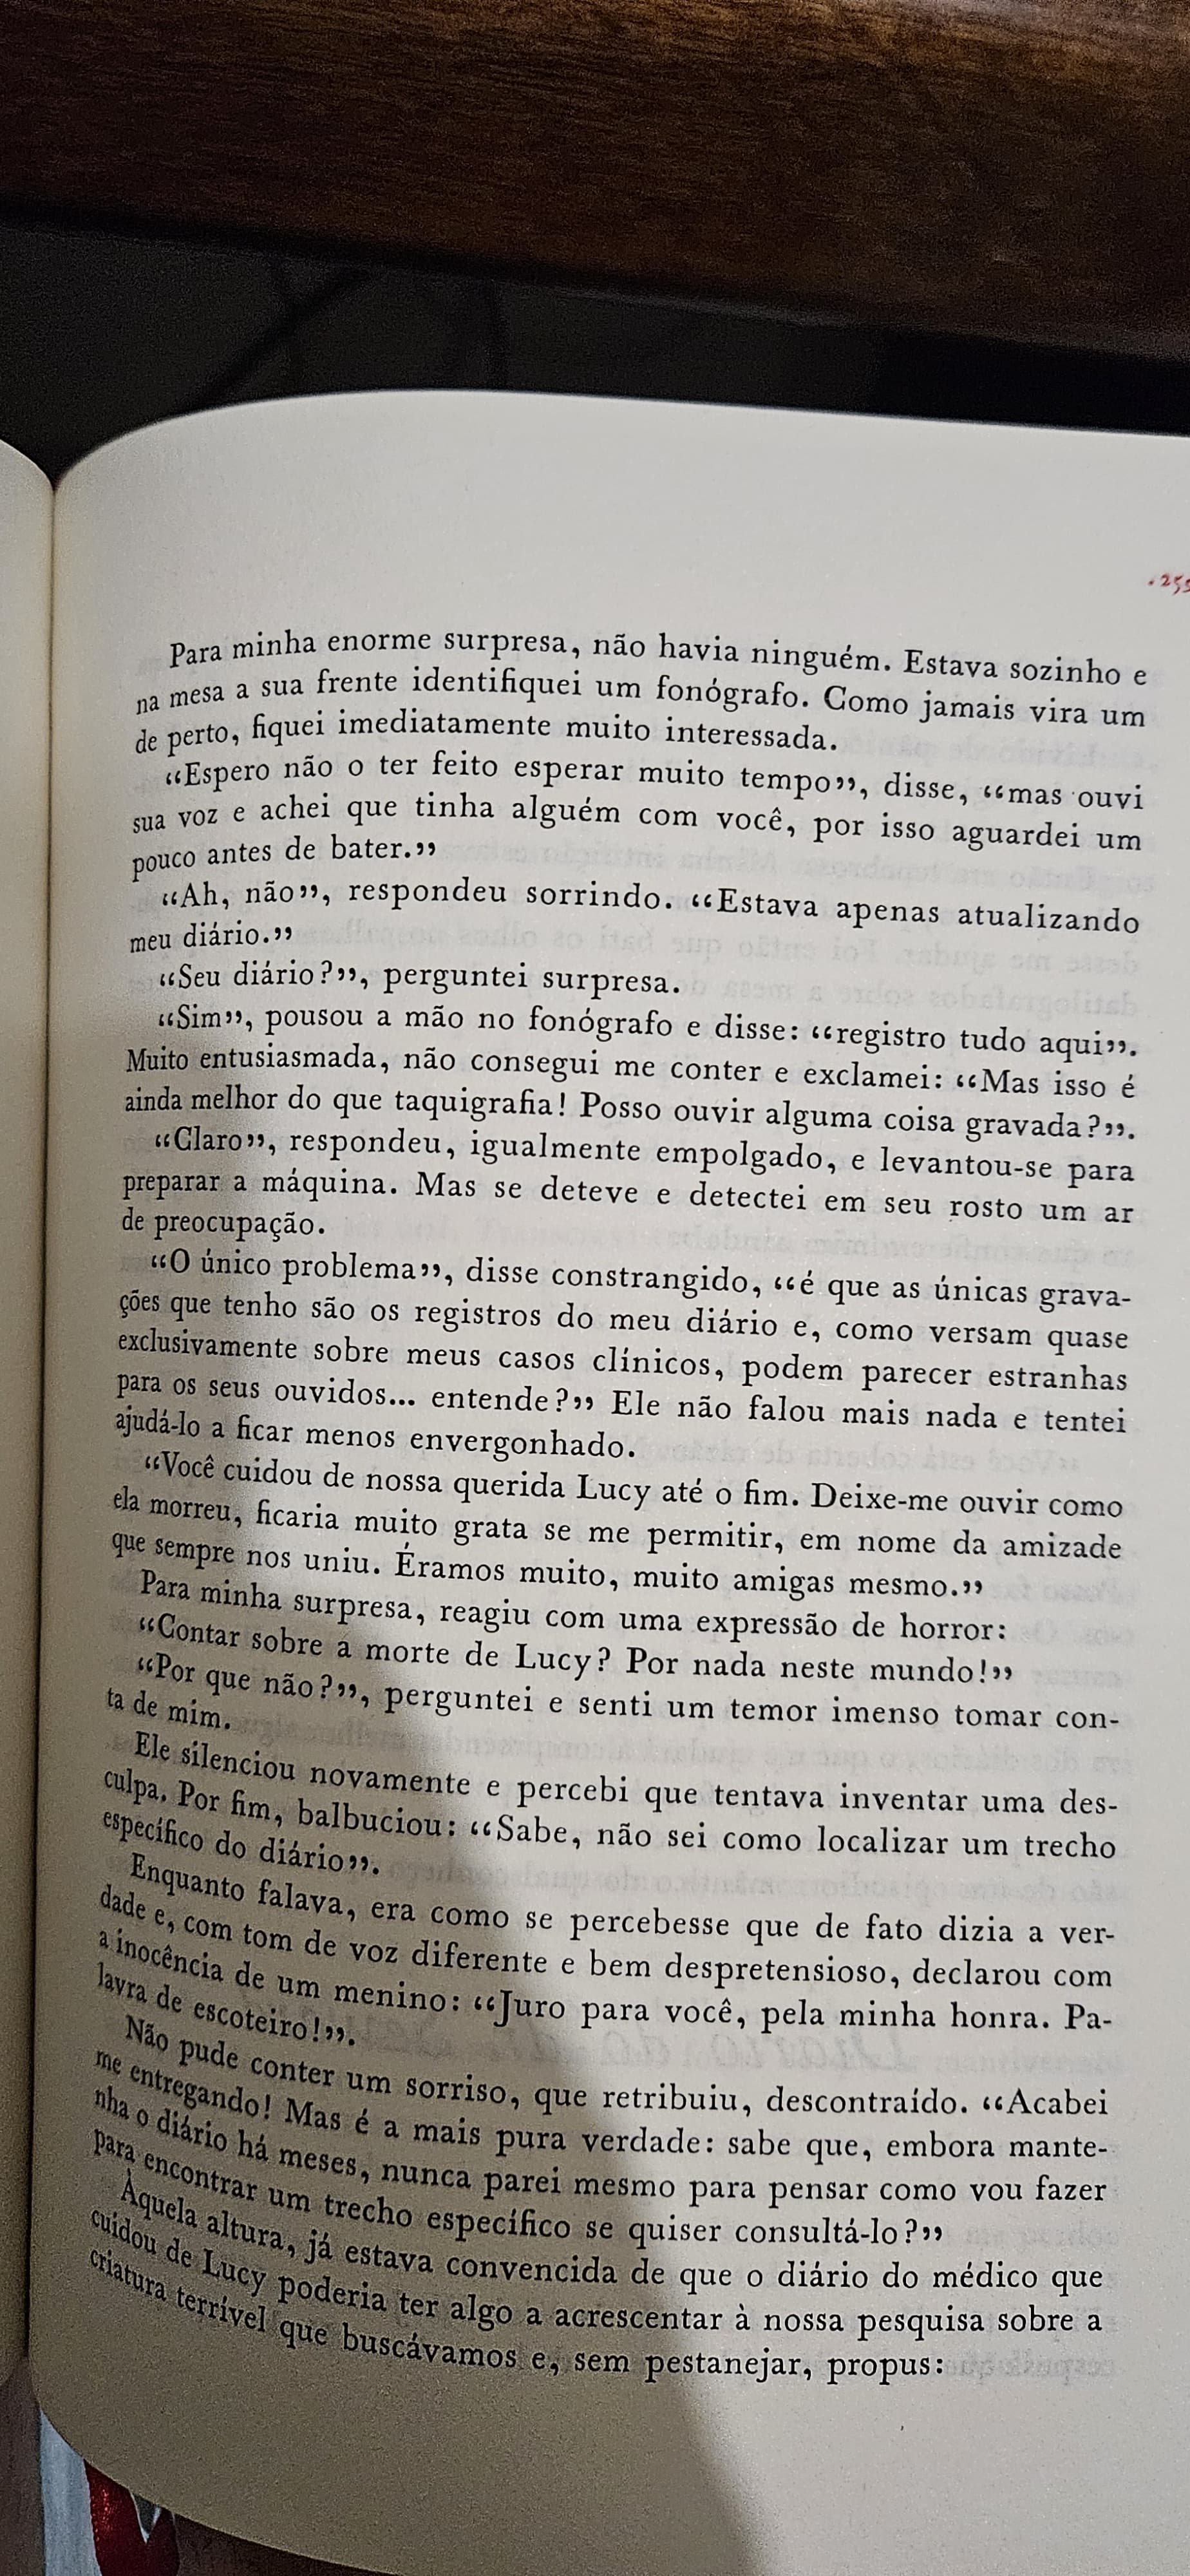 .255
Para minha enorme surpresa, não havia ninguém. Estava sozinho e
na mesa a sua frente identifiquei um fonógrafo. Como jamais vira um
de perto, fiquei imediatamente muito interessada.
“Espero não o ter feito esperar muito tempo”, disse, “mas ouvi
sua voz e achei que tinha alguém com você, por isso aguardei um
pouco antes de bater.”
“Ah, não”, respondeu sorrindo. “Estava apenas atualizando
meu diário.”
“Seu diário?”, perguntei surpresa.
“Sim”, pousou a mão no fonógrafo e disse: “registro tudo aqui”.
Muito entusiasmada, não consegui me conter e exclamei: “Mas isso é
ainda melhor do que taquigrafia! Posso ouvir alguma coisa gravada?”.
“Claro”, respondeu, igualmente empolgado, e levantou-se para
preparar a máquina. Mas se deteve e detectei em seu rosto um ar
de preocupação.
“O único problema”, disse constrangido, “é que as únicas grava-
ções que tenho são os registros do meu diário e, como versam quase
exclusivamente sobre meus casos clínicos, podem parecer estranhas
para os seus ouvidos... entende?” Ele não falou mais nada e tentei
ajudá-lo a ficar menos envergonhado.
“Você cuidou de nossa querida Lucy até o fim. Deixe-me ouvir como
ela morreu, ficaria muito grata se me permitir, em nome da amizade
que sempre nos uniu. Éramos muito, muito amigas mesmo.”
Para minha surpresa, reagiu com uma expressão de horror:
“Contar sobre a morte de Lucy? Por nada neste mundo!”
“Por que não?”, perguntei e senti um temor imenso tomar con-
ta de mim.
Ele silenciou novamente e percebi que tentava inventar uma des-
culpa. Por fim, balbuciou: “Sabe, não sei como localizar um trecho
específico do diário”.
Enquanto falava, era como se percebesse que de fato dizia a ver-
dade e, com tom de voz diferente e bem despretensioso, declarou com
a inocência de um menino: “Juro para você, pela minha honra. Pa-
lavra de escoteiro!”.
Não pude conter um sorriso, que retribuiu, descontraído. “Acabei
me entregando! Mas é a mais pura verdade: sabe que, embora mante-
nha o diário há meses, nunca parei mesmo para pensar como vou fazer
para encontrar um trecho específico se quiser consultá-lo?”
Àquela altura, já estava convencida de que o diário do médico que
cuidou de Lucy poderia ter algo a acrescentar à nossa pesquisa sobre a
criatura terrível que buscávamos e, sem pestanejar, propus: